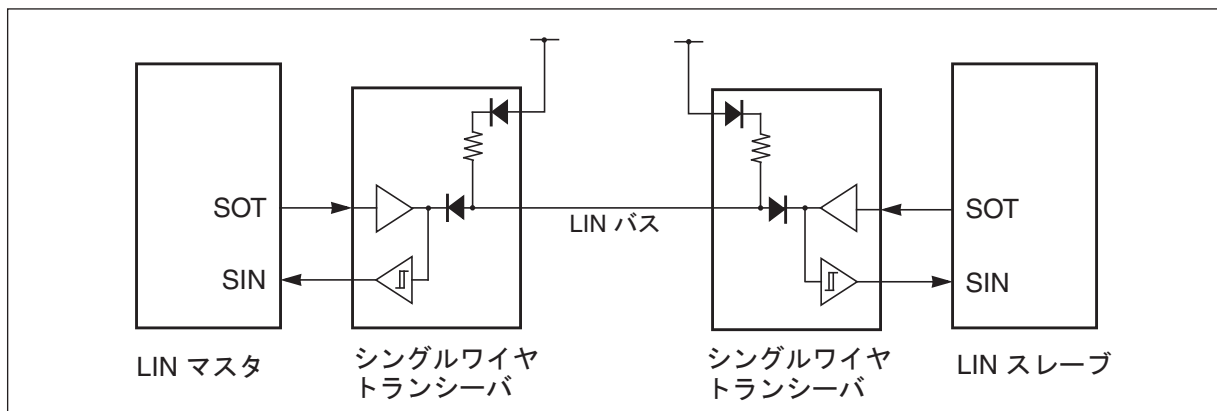 SOT
SIN
LIN バス
SOT
SIN
LIN マスタ
シングルワイヤ
トランシーバ
シングルワイヤ
トランシーバ
LIN スレーブ